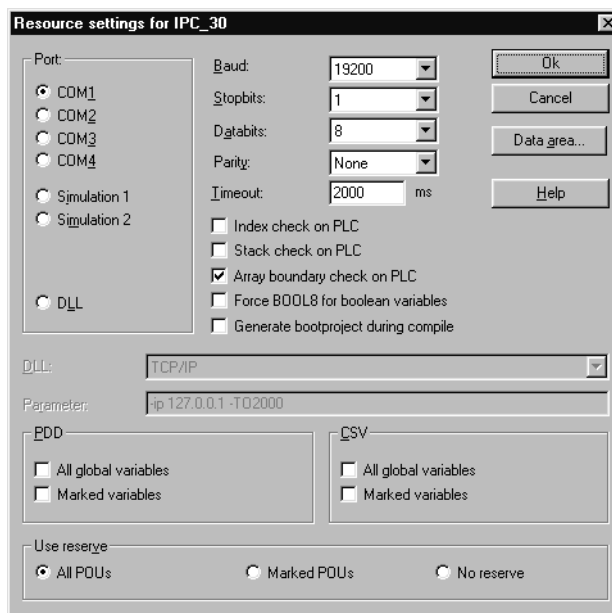 Resource settings for IPC_30
Port:
COM1
COM2
COM3
COM4
Simulation 1
Simulation 2
DLL
Baud: 19200
Stopbits: 1
Databits: 8
Parity: None
Timeout: 2000 ms
Index check on PLC
Stack check on PLC
Array boundary check on PLC
Force BOOL8 for boolean variables
Generate bootproject during compile
Ok
Cancel
Data area...
Help
DLL: TCP/IP
Parameter: -ip 127.0.0.1 -TO2000
PDD
All global variables
Marked variables
CSV
All global variables
Marked variables
Use reserve
All POUs Marked POUs No reserve